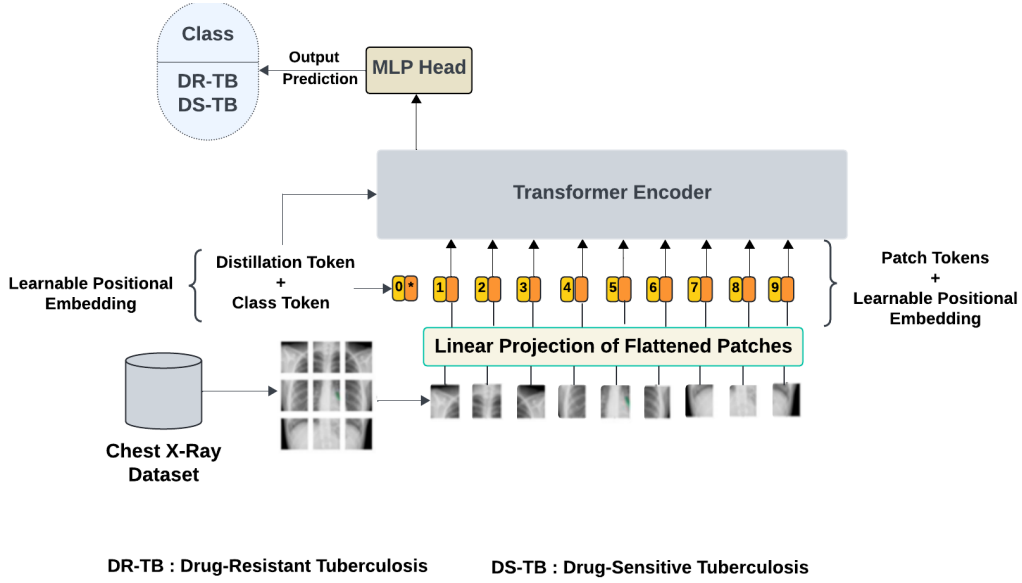 Class
DR-TB
DS-TB
Output
Prediction
MLP Head
Transformer Encoder
Learnable Positional
Embedding
Distillation Token
+
Class Token
0 *
1
2
3
4
5
6
7
8
9
Patch Tokens
+
Learnable Positional
Embedding
Linear Projection of Flattened Patches
Chest X-Ray
Dataset
DR-TB : Drug-Resistant Tuberculosis
DS-TB : Drug-Sensitive Tuberculosis